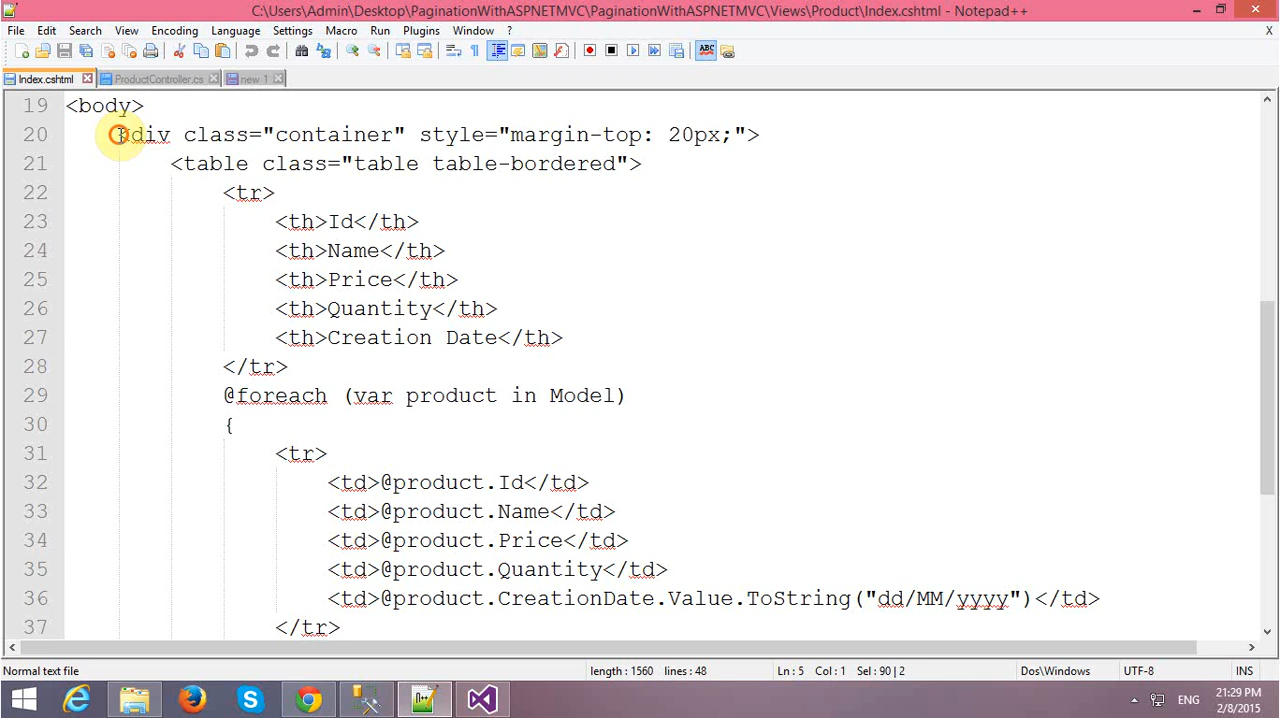 C:\Users\Admin\Desktop\PaginationWithASPNETMVC\PaginationWithASPNETMVC\Views\Product\Index.cshtml - Notepad++
File Edit Search View Encoding Language Settings Macro Run Plugins Window ? X
Index.cshtml ProductController.cs new 1
19 <body>
20 <div class="container" style="margin-top: 20px;">
21 <table class="table table-bordered">
22 <tr>
23 <th>Id</th>
24 <th>Name</th>
25 <th>Price</th>
26 <th>Quantity</th>
27 <th>Creation Date</th>
28 </tr>
29 @foreach (var product in Model)
30 {
31 <tr>
32 <td>@product.Id</td>
33 <td>@product.Name</td>
34 <td>@product.Price</td>
35 <td>@product.Quantity</td>
36 <td>@product.CreationDate.Value.ToString("dd/MM/yyyy")</td>
37 </tr>
Normal text file length : 1560 lines : 48 Ln : 5 Col : 1 Sel : 90 | 2 Dos\Windows UTF-8 INS
ENG 21:29 PM
2/8/2015